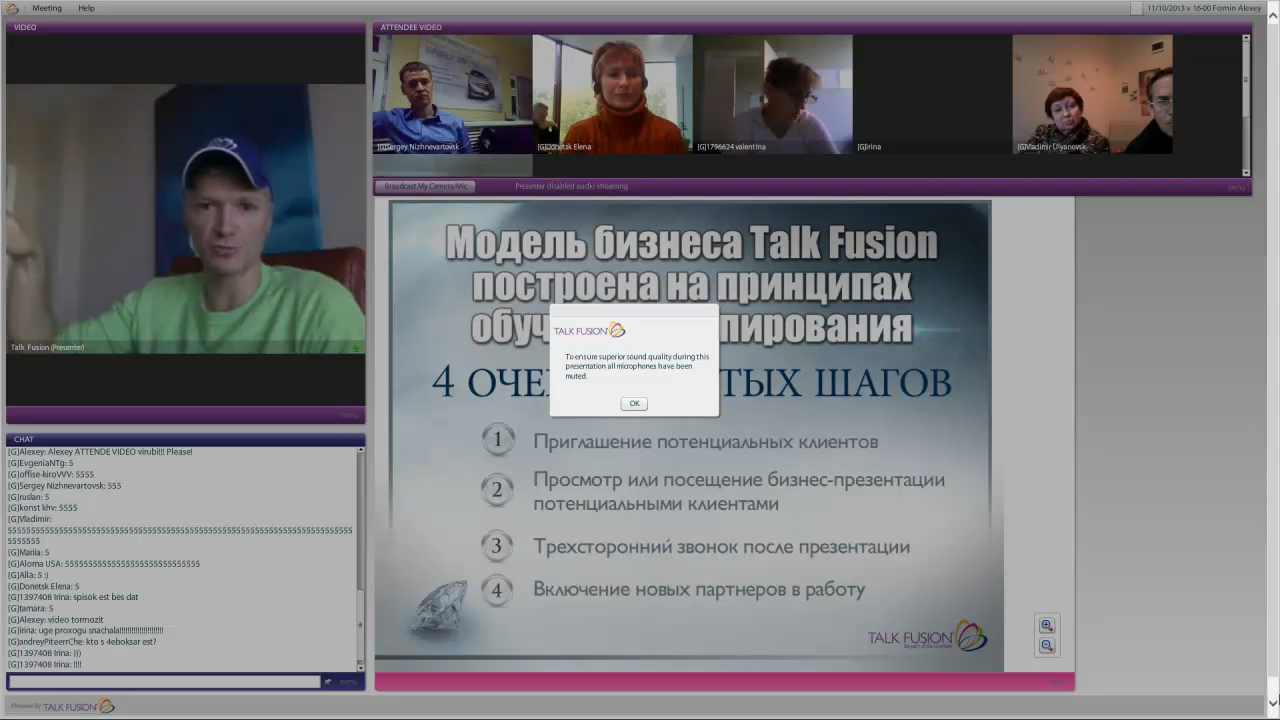 Meeting Help
11/10/2013 v 16-00 Fomin Alexey
VIDEO
ATTENDEE VIDEO
[G]Sergey Nizhnevartovsk
[G]Donetsk Elena
[G]1796624 valentina
[G]Irina
[G]Vladimir Ulyanovsk
Broadcast My Camera/Mic
Presenter disabled audio streaming
menu
Talk Fusion (Presenter)
menu
Модель бизнеса Talk Fusion
построена на принципах
TALK FUSION
To ensure superior sound quality during this
presentation all microphones have been
muted.
OK
4
ШАГОВ
1 Приглашение потенциальных клиентов
2 Просмотр или посещение бизнес-презентации
потенциальными клиентами
3 Трехсторонний звонок после презентации
4 Включение новых партнеров в работу
TALK FUSION
CHAT
[G]Alexey: Alexey ATTENDE VIDEO virubi!!! Please!
[G]EvgeniaNTg: 5
[G]offise-kiroVVV: 5555
[G]Sergey Nizhnevartovsk: 555
[G]ruslan: 5
[G]konst khv: 5555
[G]Vladimir:
[G]Mariia: 5
[G]Aloma USA:
[G]Alla: 5 :)
[G]Donetsk Elena: 5
[G]1397408 Irina: spisok est bes dat
[G]tamara: 5
[G]Alexey: video tormozit
[G]irina: uge proxogu snachala!!!!!!!!!!!!!!!!!!!!!!
[G]andreyPiteerrChe: kto s 4eboksar est?
[G]1397408 Irina: )))
[G]1397408 Irina: !!!!
menu
Powered By TALK FUSION